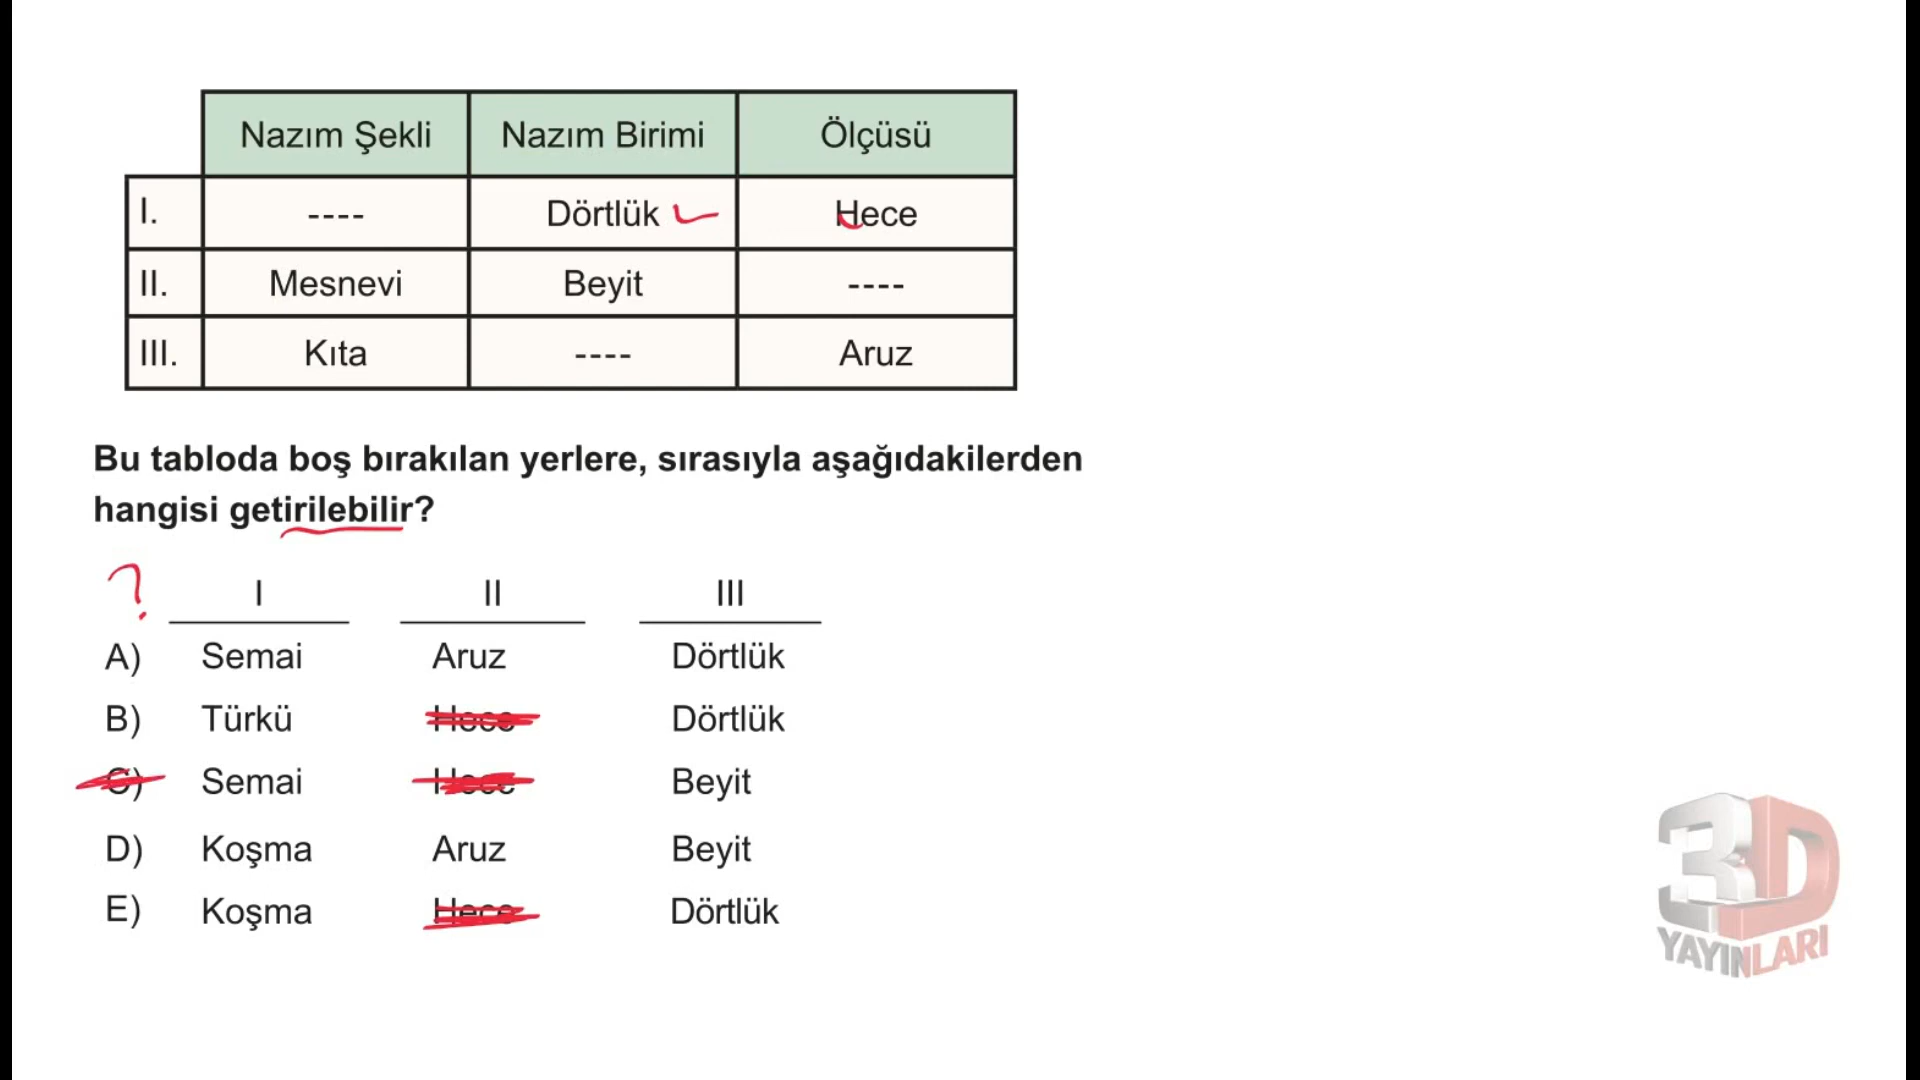 Nazım Şekli Nazım Birimi Ölçüsü
I. ---- Dörtlük Hece
II. Mesnevi Beyit ----
III. Kıta ---- Aruz
Bu tabloda boş bırakılan yerlere, sırasıyla aşağıdakilerden
hangisi getirilebilir?
? I II III
A) Semai Aruz Dörtlük
B) Türkü Hece Dörtlük
C) Semai Hece Beyit
D) Koşma Aruz Beyit
E) Koşma Hece Dörtlük
3D
YAYINLARI